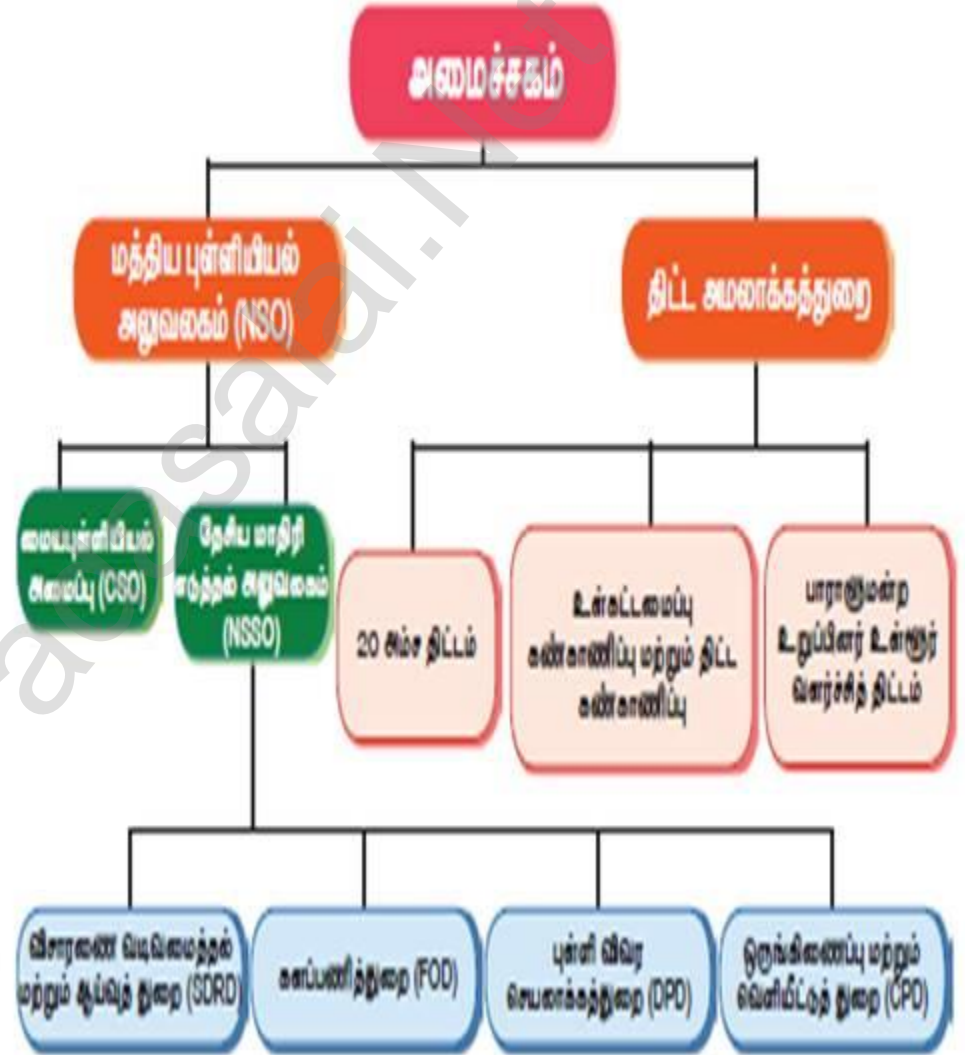 அமைச்சகம்
மத்திய புள்ளியியல்
அலுவலகம் (NSO)
திட்ட அமலாக்கத்துறை
மையபுள்ளியியல்
அமைப்பு (CSO)
தேசிய மாதிரி
எடுத்தல் அலுவலகம்
(NSSO)
20 அம்ச திட்டம்
உள்கட்டமைப்பு
கண்காணிப்பு மற்றும் திட்ட
கண்காணிப்பு
பாராளுமன்ற
உறுப்பினர் உள்ளூர்
வளர்ச்சித் திட்டம்
விசாரணை வடிவமைத்தல்
மற்றும் ஆய்வுத் துறை (SDRD)
களப்பணித்துறை (FOD)
புள்ளி விவர
செயலாக்கத்துறை (DPD)
ஒருங்கிணைப்பு மற்றும்
வெளியீட்டுத் துறை (CPD)